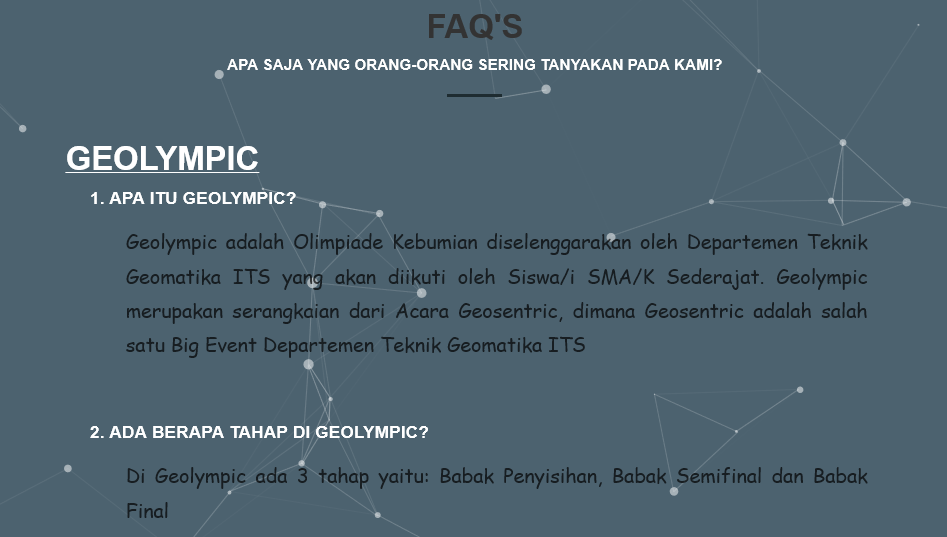 FAQ'S
APA SAJA YANG ORANG-ORANG SERING TANYAKAN PADA KAMI?
GEOLYMPIC
1. APA ITU GEOLYMPIC?
Geolympic adalah Olimpiade Kebumian diselenggarakan oleh Departemen Teknik
Geomatika ITS yang akan diikuti oleh Siswa/i SMA/K Sederajat. Geolympic
merupakan serangkaian dari Acara Geosentric, dimana Geosentric adalah salah
satu Big Event Departemen Teknik Geomatika ITS
2. ADA BERAPA TAHAP DI GEOLYMPIC?
Di Geolympic ada 3 tahap yaitu: Babak Penyisihan, Babak Semifinal dan Babak
Final